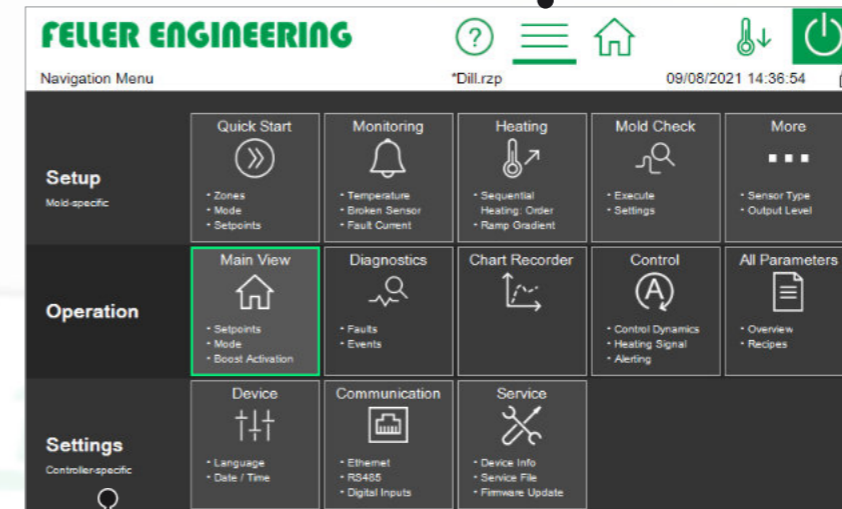 FELLER ENGINEERING
?
Navigation Menu
*Dill.rzp
09/08/2021 14:36:54
Setup
Mold-specific
Quick Start
• Zones
• Mode
• Setpoints
Monitoring
• Temperature
• Broken Sensor
• Fault Current
Heating
• Sequential
Heating: Order
• Ramp Gradient
Mold Check
• Execute
• Settings
More
• Sensor Type
• Output Level
Operation
Main View
• Setpoints
• Mode
• Boost Activation
Diagnostics
• Faults
• Events
Chart Recorder
Control
A
• Control Dynamics
• Heating Signal
• Alerting
All Parameters
• Overview
• Recipes
Settings
Controller-specific
Device
• Language
• Date / Time
Communication
• Ethernet
• RS485
• Digital Inputs
Service
• Device Info
• Service File
• Firmware Update